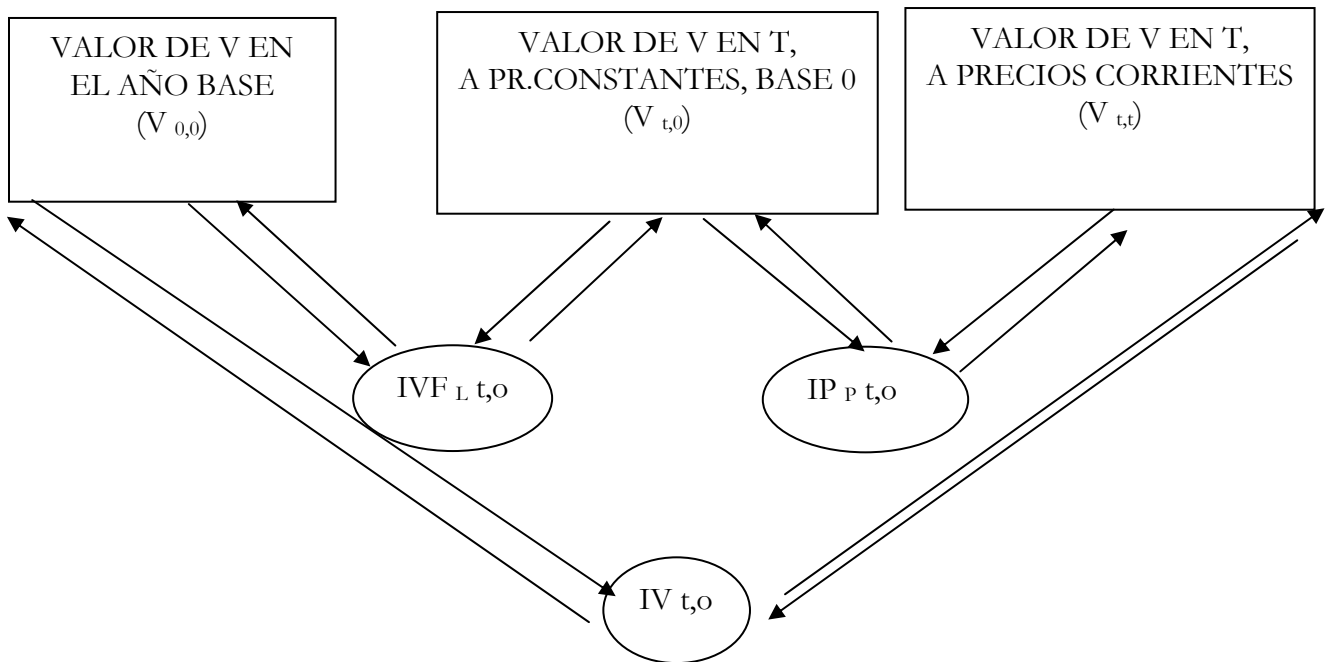 VALOR DE V EN
EL AÑO BASE
(V 0,0)
VALOR DE V EN T,
A PR.CONSTANTES, BASE 0
(V t,0)
VALOR DE V EN T,
A PRECIOS CORRIENTES
(V t,t)
IVF L t,o
IP P t,o
IV t,o